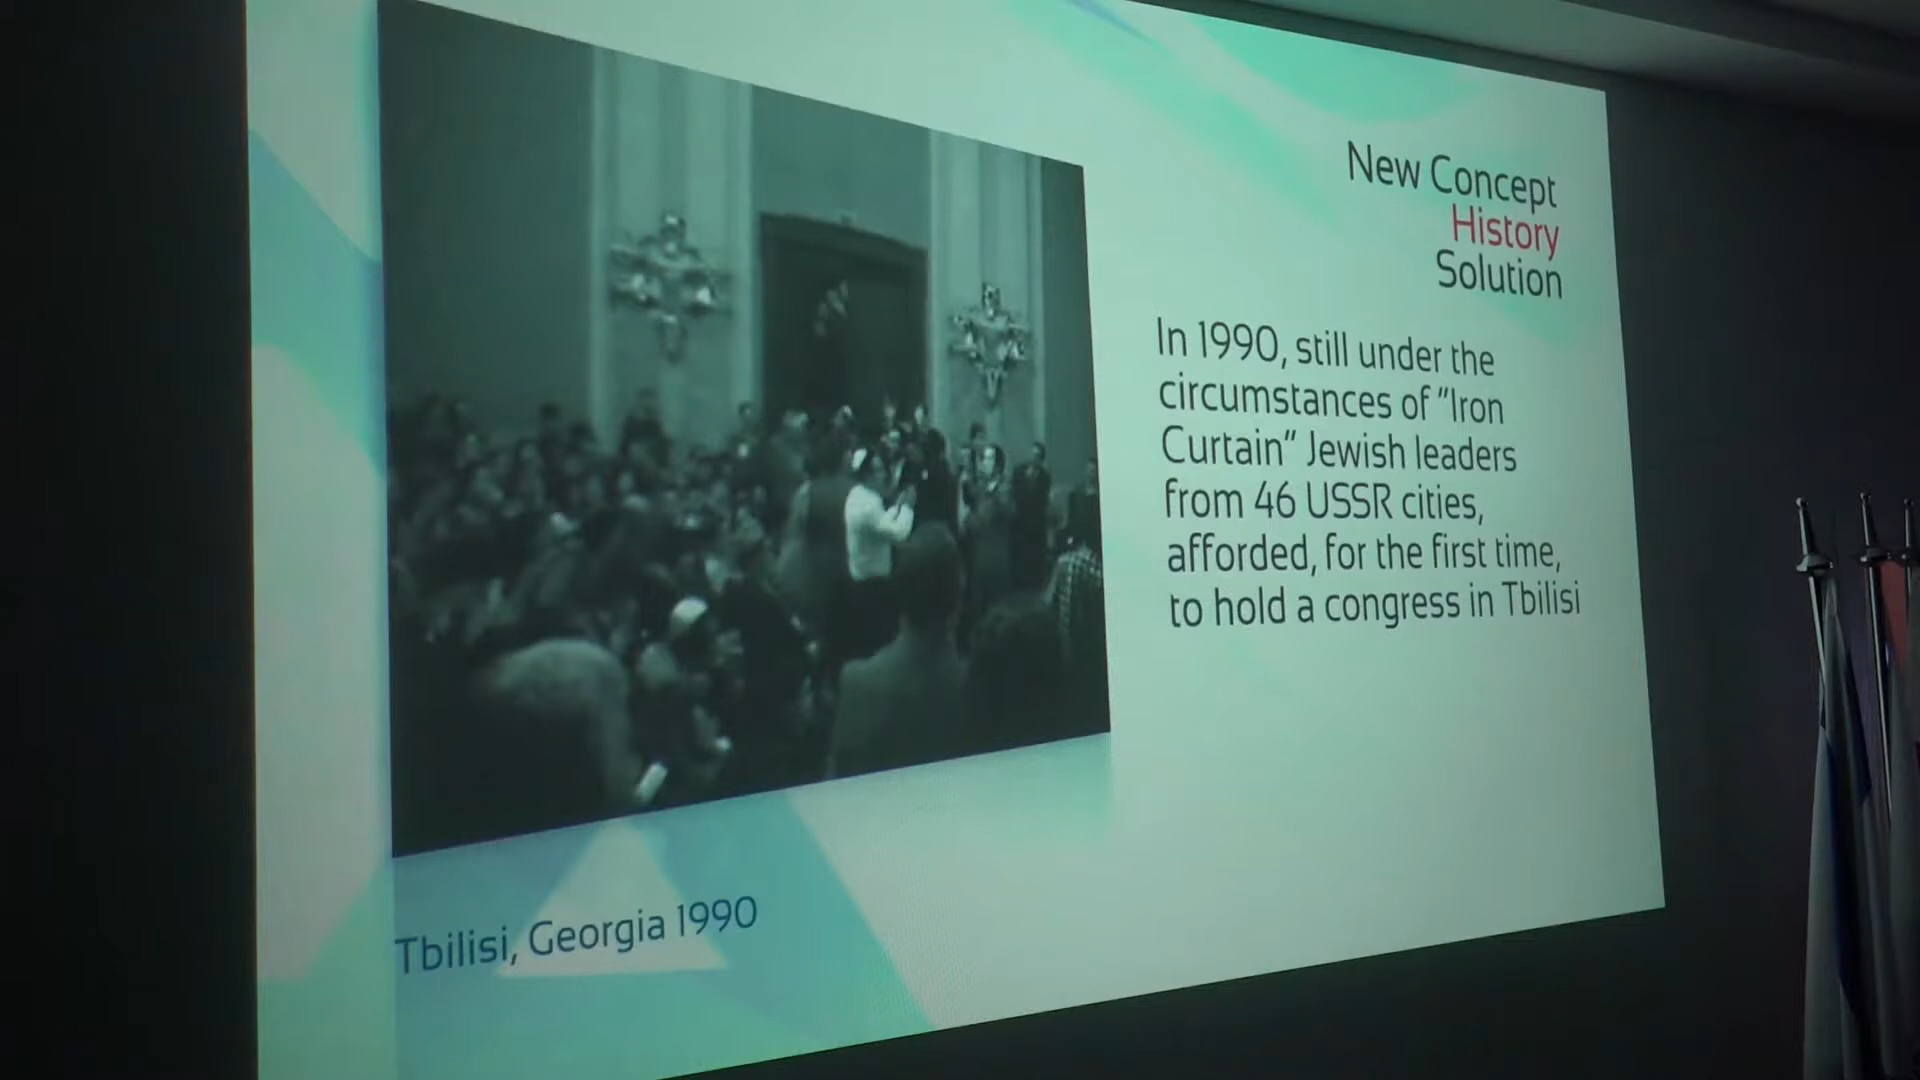 New Concept
History
Solution
In 1990, still under the
circumstances of "Iron
Curtain" Jewish leaders
from 46 USSR cities,
afforded, for the first time,
to hold a congress in Tbilisi
Tbilisi, Georgia 1990